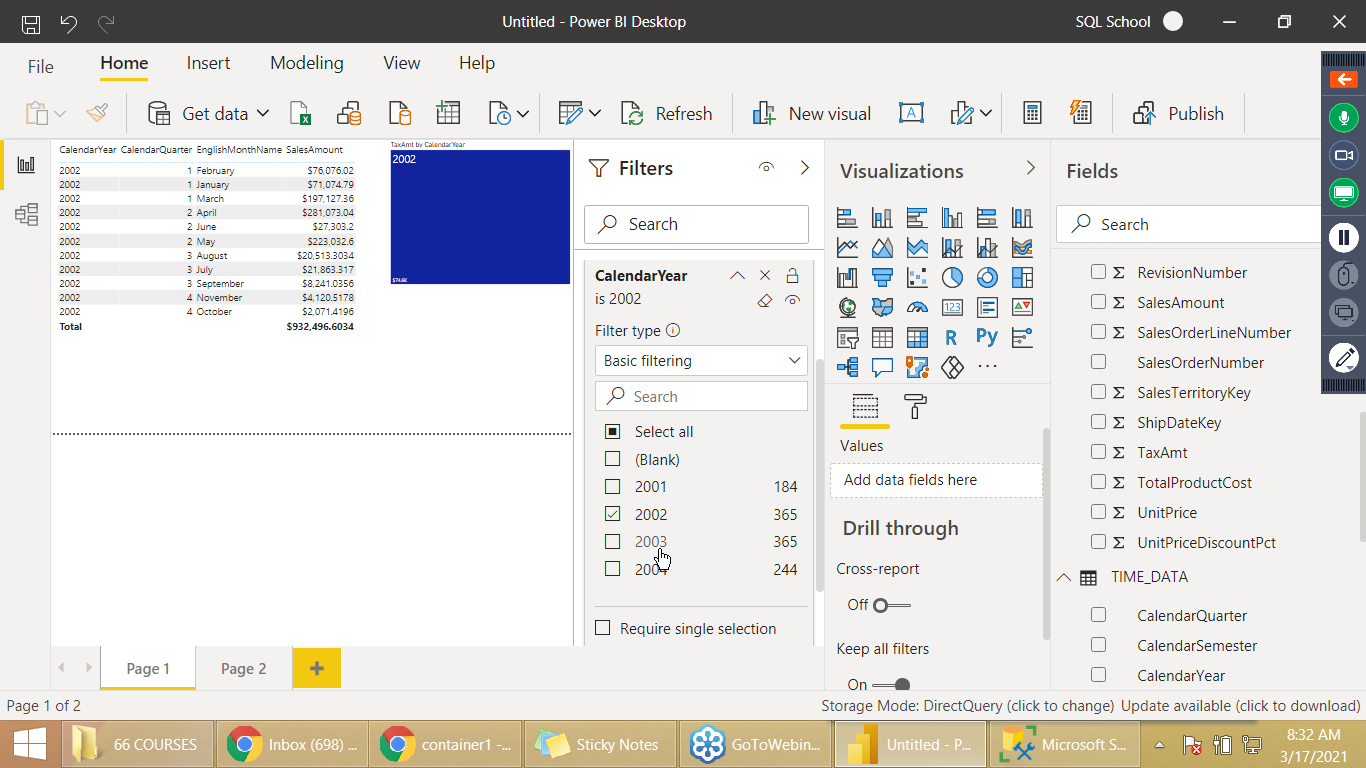 Untitled - Power BI Desktop
SQL School
File
Home
Insert
Modeling
View
Help
Get data
Refresh
New visual
Publish
CalendarYear CalendarQuarter EnglishMonthName SalesAmount
2002 1 February $76,076.02
2002 1 January $71,074.79
2002 1 March $197,127.36
2002 2 April $281,073.04
2002 2 June $27,303.2
2002 2 May $223,032.6
2002 3 August $20,513.3034
2002 3 July $21,863.317
2002 3 September $8,241.0356
2002 4 November $4,120.5178
2002 4 October $2,071.4196
Total $932,496.6034
TaxAmt by CalendarYear
2002
$74.6K
Filters
Search
CalendarYear
is 2002
Filter type
Basic filtering
Search
Select all
(Blank)
2001 184
2002 365
2003 365
2004 244
Require single selection
Visualizations
123
R
Py
Values
Add data fields here
Drill through
Cross-report
Off
Keep all filters
On
Fields
Search
Σ RevisionNumber
Σ SalesAmount
Σ SalesOrderLineNumber
SalesOrderNumber
Σ SalesTerritoryKey
Σ ShipDateKey
Σ TaxAmt
Σ TotalProductCost
Σ UnitPrice
Σ UnitPriceDiscountPct
TIME_DATA
CalendarQuarter
CalendarSemester
CalendarYear
Page 1
Page 2
+
Page 1 of 2
Storage Mode: DirectQuery (click to change) Update available (click to download)
66 COURSES
Inbox (698) ...
container1 -...
Sticky Notes
GoToWebin...
Untitled - P...
Microsoft S...
8:32 AM
3/17/2021